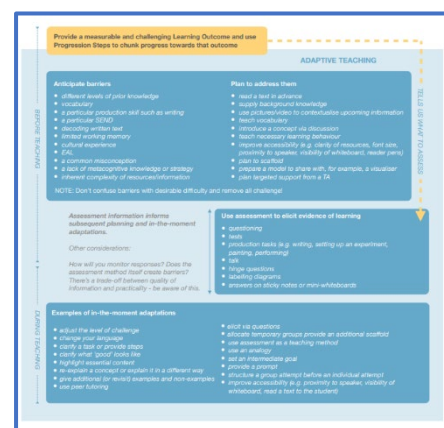 Provide a measurable and challenging Learning Outcome and use
Progression Steps to chunk progress towards that outcome
ADAPTIVE TEACHING
BEFORE TEACHING
Anticipate barriers
• different levels of prior knowledge
• vocabulary
• a particular production skill such as writing
• a particular SEND
• decoding written text
• limited working memory
• cultural experience
• EAL
• a common misconception
• a lack of metacognitive knowledge or strategy
• inherent complexity of resources/information
Plan to address them
• read a text in advance
• supply background knowledge
• use pictures/video to contextualise upcoming information
• teach vocabulary
• introduce a concept via discussion
• teach necessary learning behaviour
• improve accessibility (e.g. clarity of resources, font size,
proximity to speaker, visibility of whiteboard, reader pens)
• plan to scaffold
• prepare a model to share with, for example, a visualiser
• plan targeted support from a TA
NOTE: Don't confuse barriers with desirable difficulty and remove all challenge!
TELLS US WHAT TO ASSESS
Assessment information informs
subsequent planning and in-the-moment
adaptations.
Other considerations:
How will you monitor responses? Does the
assessment method itself create barriers?
There's a trade-off between quality of
information and practicality - be aware of this.
Use assessment to elicit evidence of learning
• questioning
• tests
• production tasks (e.g. writing, setting up an experiment,
painting, performing)
• talk
• hinge questions
• labelling diagrams
• answers on sticky notes or mini-whiteboards
DURING TEACHING
Examples of in-the-moment adaptations
• adjust the level of challenge
• change your language
• clarify a task or provide steps
• clarify what 'good' looks like
• highlight essential content
• re-explain a concept or explain it in a different way
• give additional (or revisit) examples and non-examples
• use peer tutoring
• elicit via questions
• allocate temporary groups provide an additional scaffold
• use assessment as a teaching method
• use an analogy
• set an intermediate goal
• provide a prompt
• structure a group attempt before an individual attempt
• improve accessibility (e.g. proximity to speaker, visibility of
whiteboard, read a text to the student)